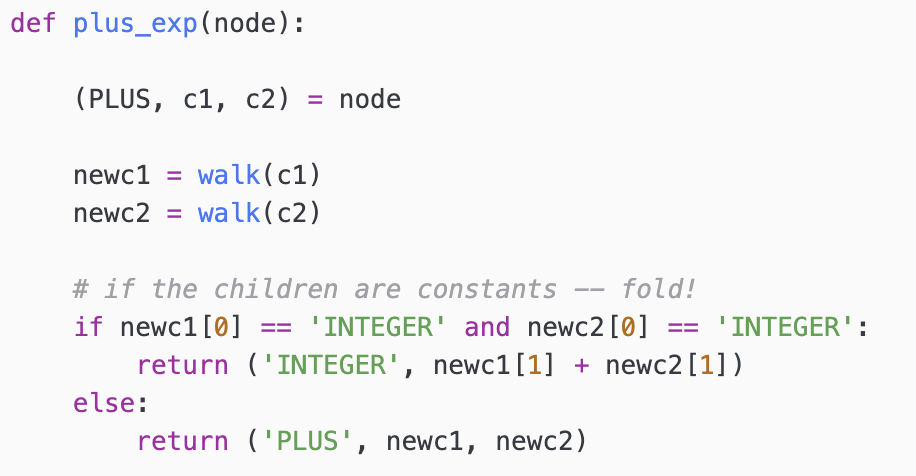 def plus_exp(node):
    (PLUS, c1, c2) = node
    newc1 = walk(c1)
    newc2 = walk(c2)
    # if the children are constants -- fold!
    if newc1[0] == 'INTEGER' and newc2[0] == 'INTEGER':
        return ('INTEGER', newc1[1] + newc2[1])
    else:
        return ('PLUS', newc1, newc2)